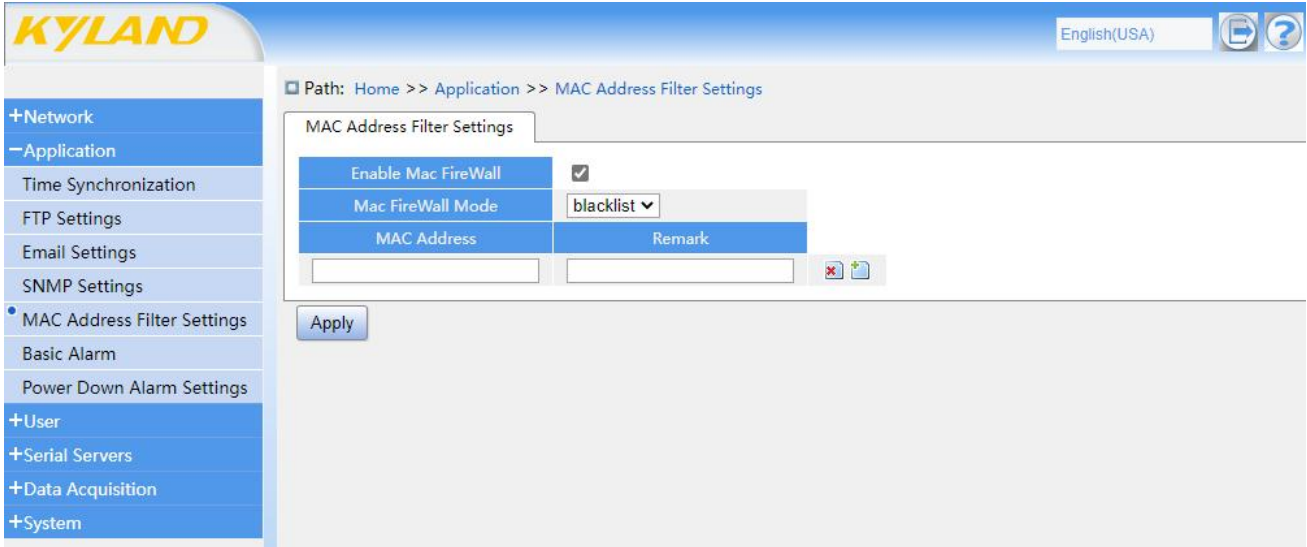 KYLAND
English(USA)
Path: Home >> Application >> MAC Address Filter Settings
+Network
−Application
Time Synchronization
FTP Settings
Email Settings
SNMP Settings
MAC Address Filter Settings
Basic Alarm
Power Down Alarm Settings
+User
+Serial Servers
+Data Acquisition
+System
MAC Address Filter Settings
Enable Mac FireWall
Mac FireWall Mode blacklist
MAC Address Remark
Apply